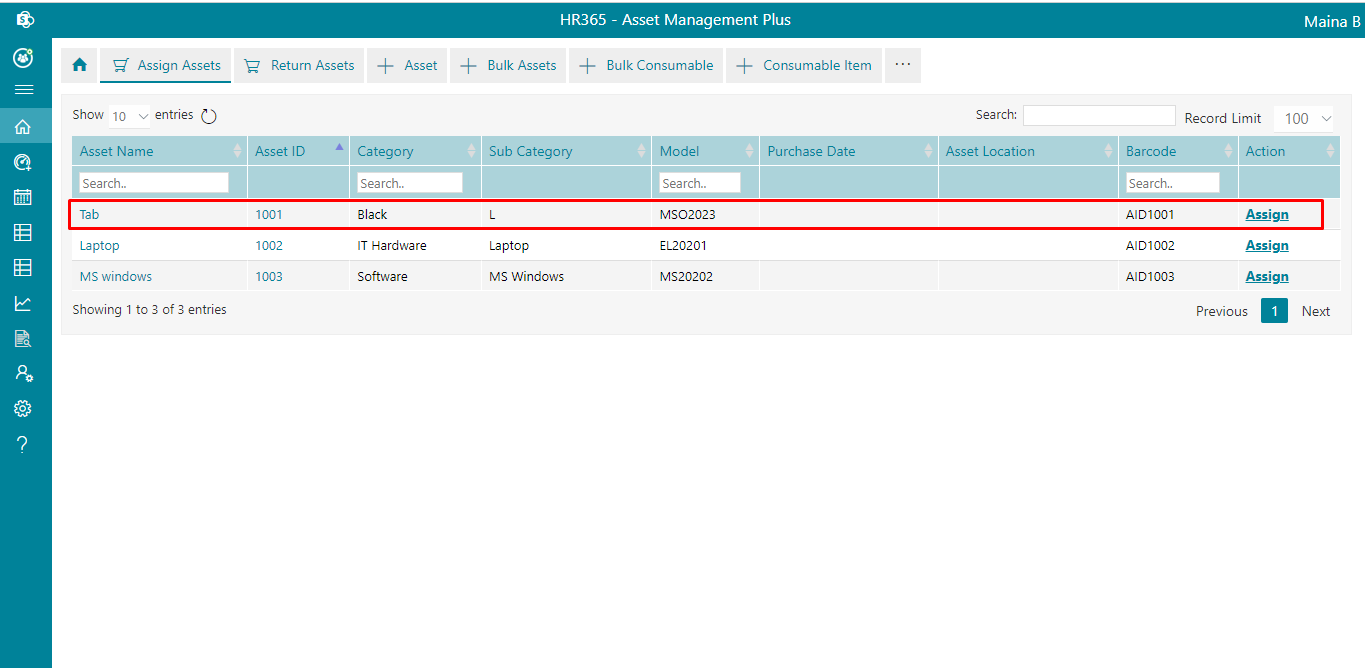 HR365 - Asset Management Plus
Maina B
Assign Assets Return Assets Asset Bulk Assets Bulk Consumable Consumable Item ...
Show 10 entries Search: Record Limit 100
Asset Name Asset ID Category Sub Category Model Purchase Date Asset Location Barcode Action
Search.. Search.. Search.. Search..
Tab 1001 Black L MSO2023 AID1001 Assign
Laptop 1002 IT Hardware Laptop EL20201 AID1002 Assign
MS windows 1003 Software MS Windows MS20202 AID1003 Assign
Showing 1 to 3 of 3 entries Previous 1 Next